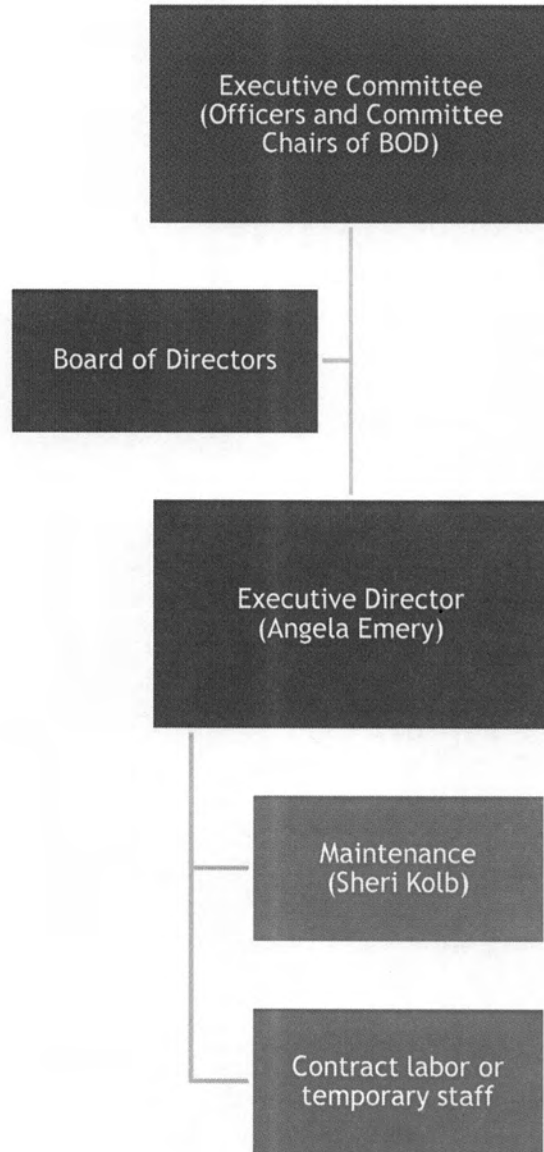 Executive Committee
(Officers and Committee
Chairs of BOD)
Board of Directors
Executive Director
(Angela Emery)
Maintenance
(Sheri Kolb)
Contract labor or
temporary staff